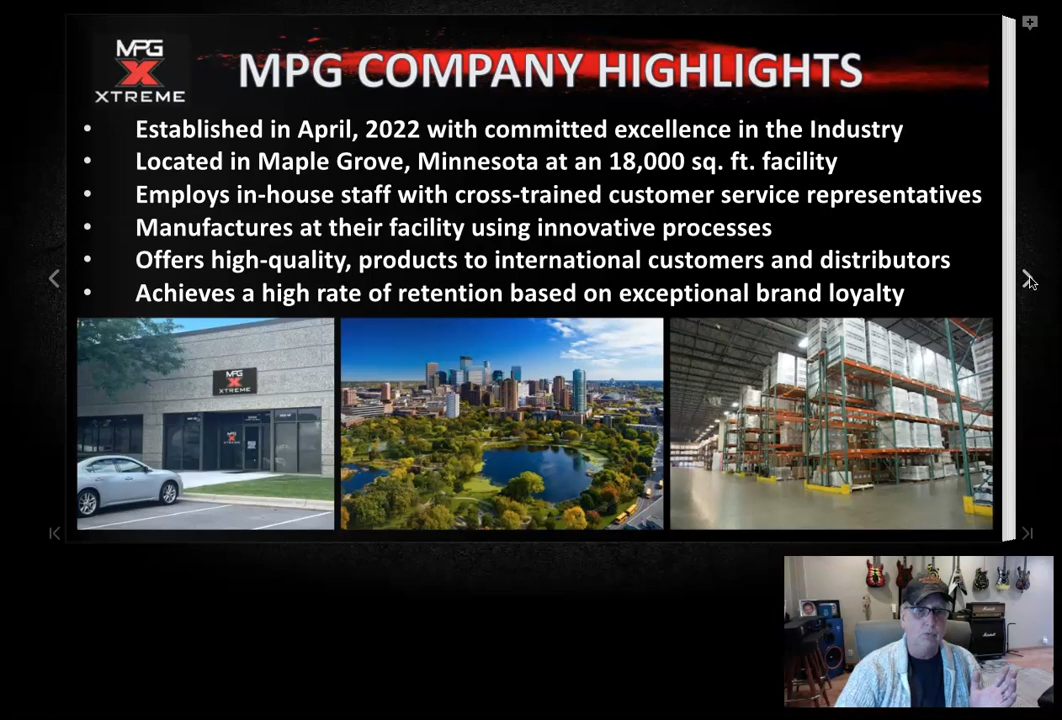 MPG
X
XTREME
MPG COMPANY HIGHLIGHTS
• Established in April, 2022 with committed excellence in the Industry
• Located in Maple Grove, Minnesota at an 18,000 sq. ft. facility
• Employs in-house staff with cross-trained customer service representatives
• Manufactures at their facility using innovative processes
• Offers high-quality, products to international customers and distributors
• Achieves a high rate of retention based on exceptional brand loyalty
MPG
X
XTREME
MPG
X
Marshall
Marshall